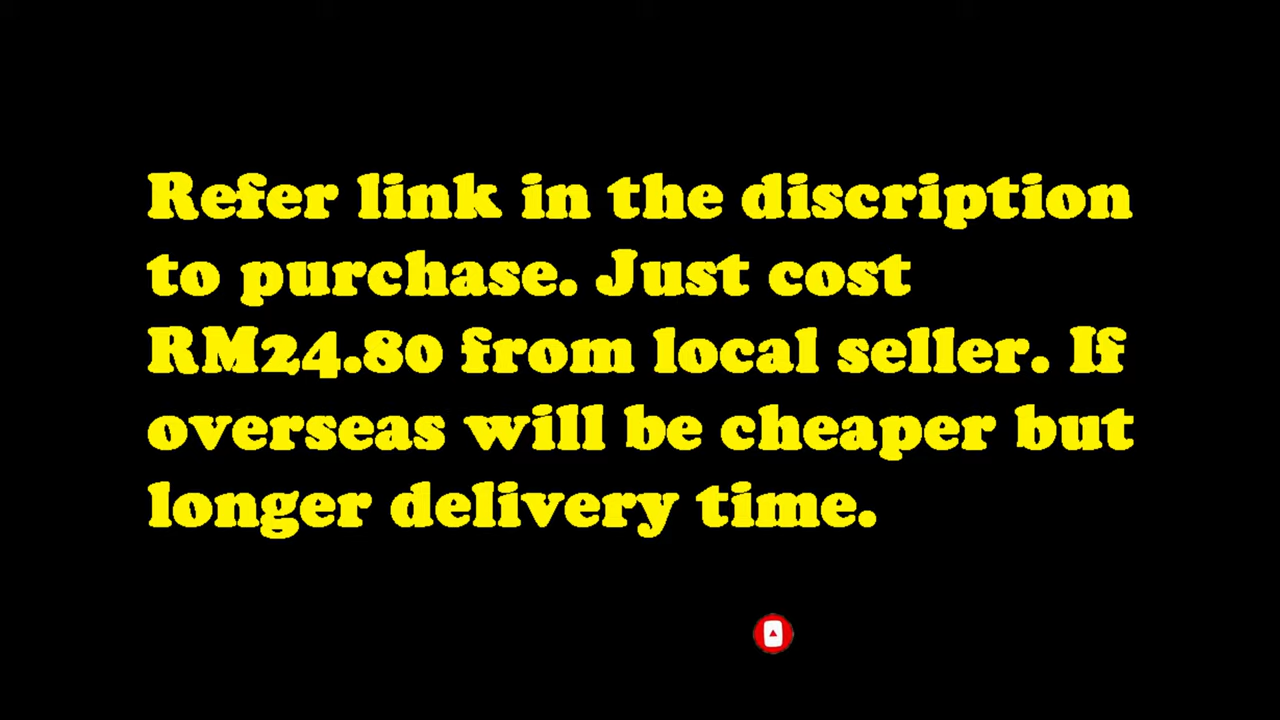 Refer link in the discription
to purchase. Just cost
RM24.80 from local seller. If
overseas will be cheaper but
longer delivery time.